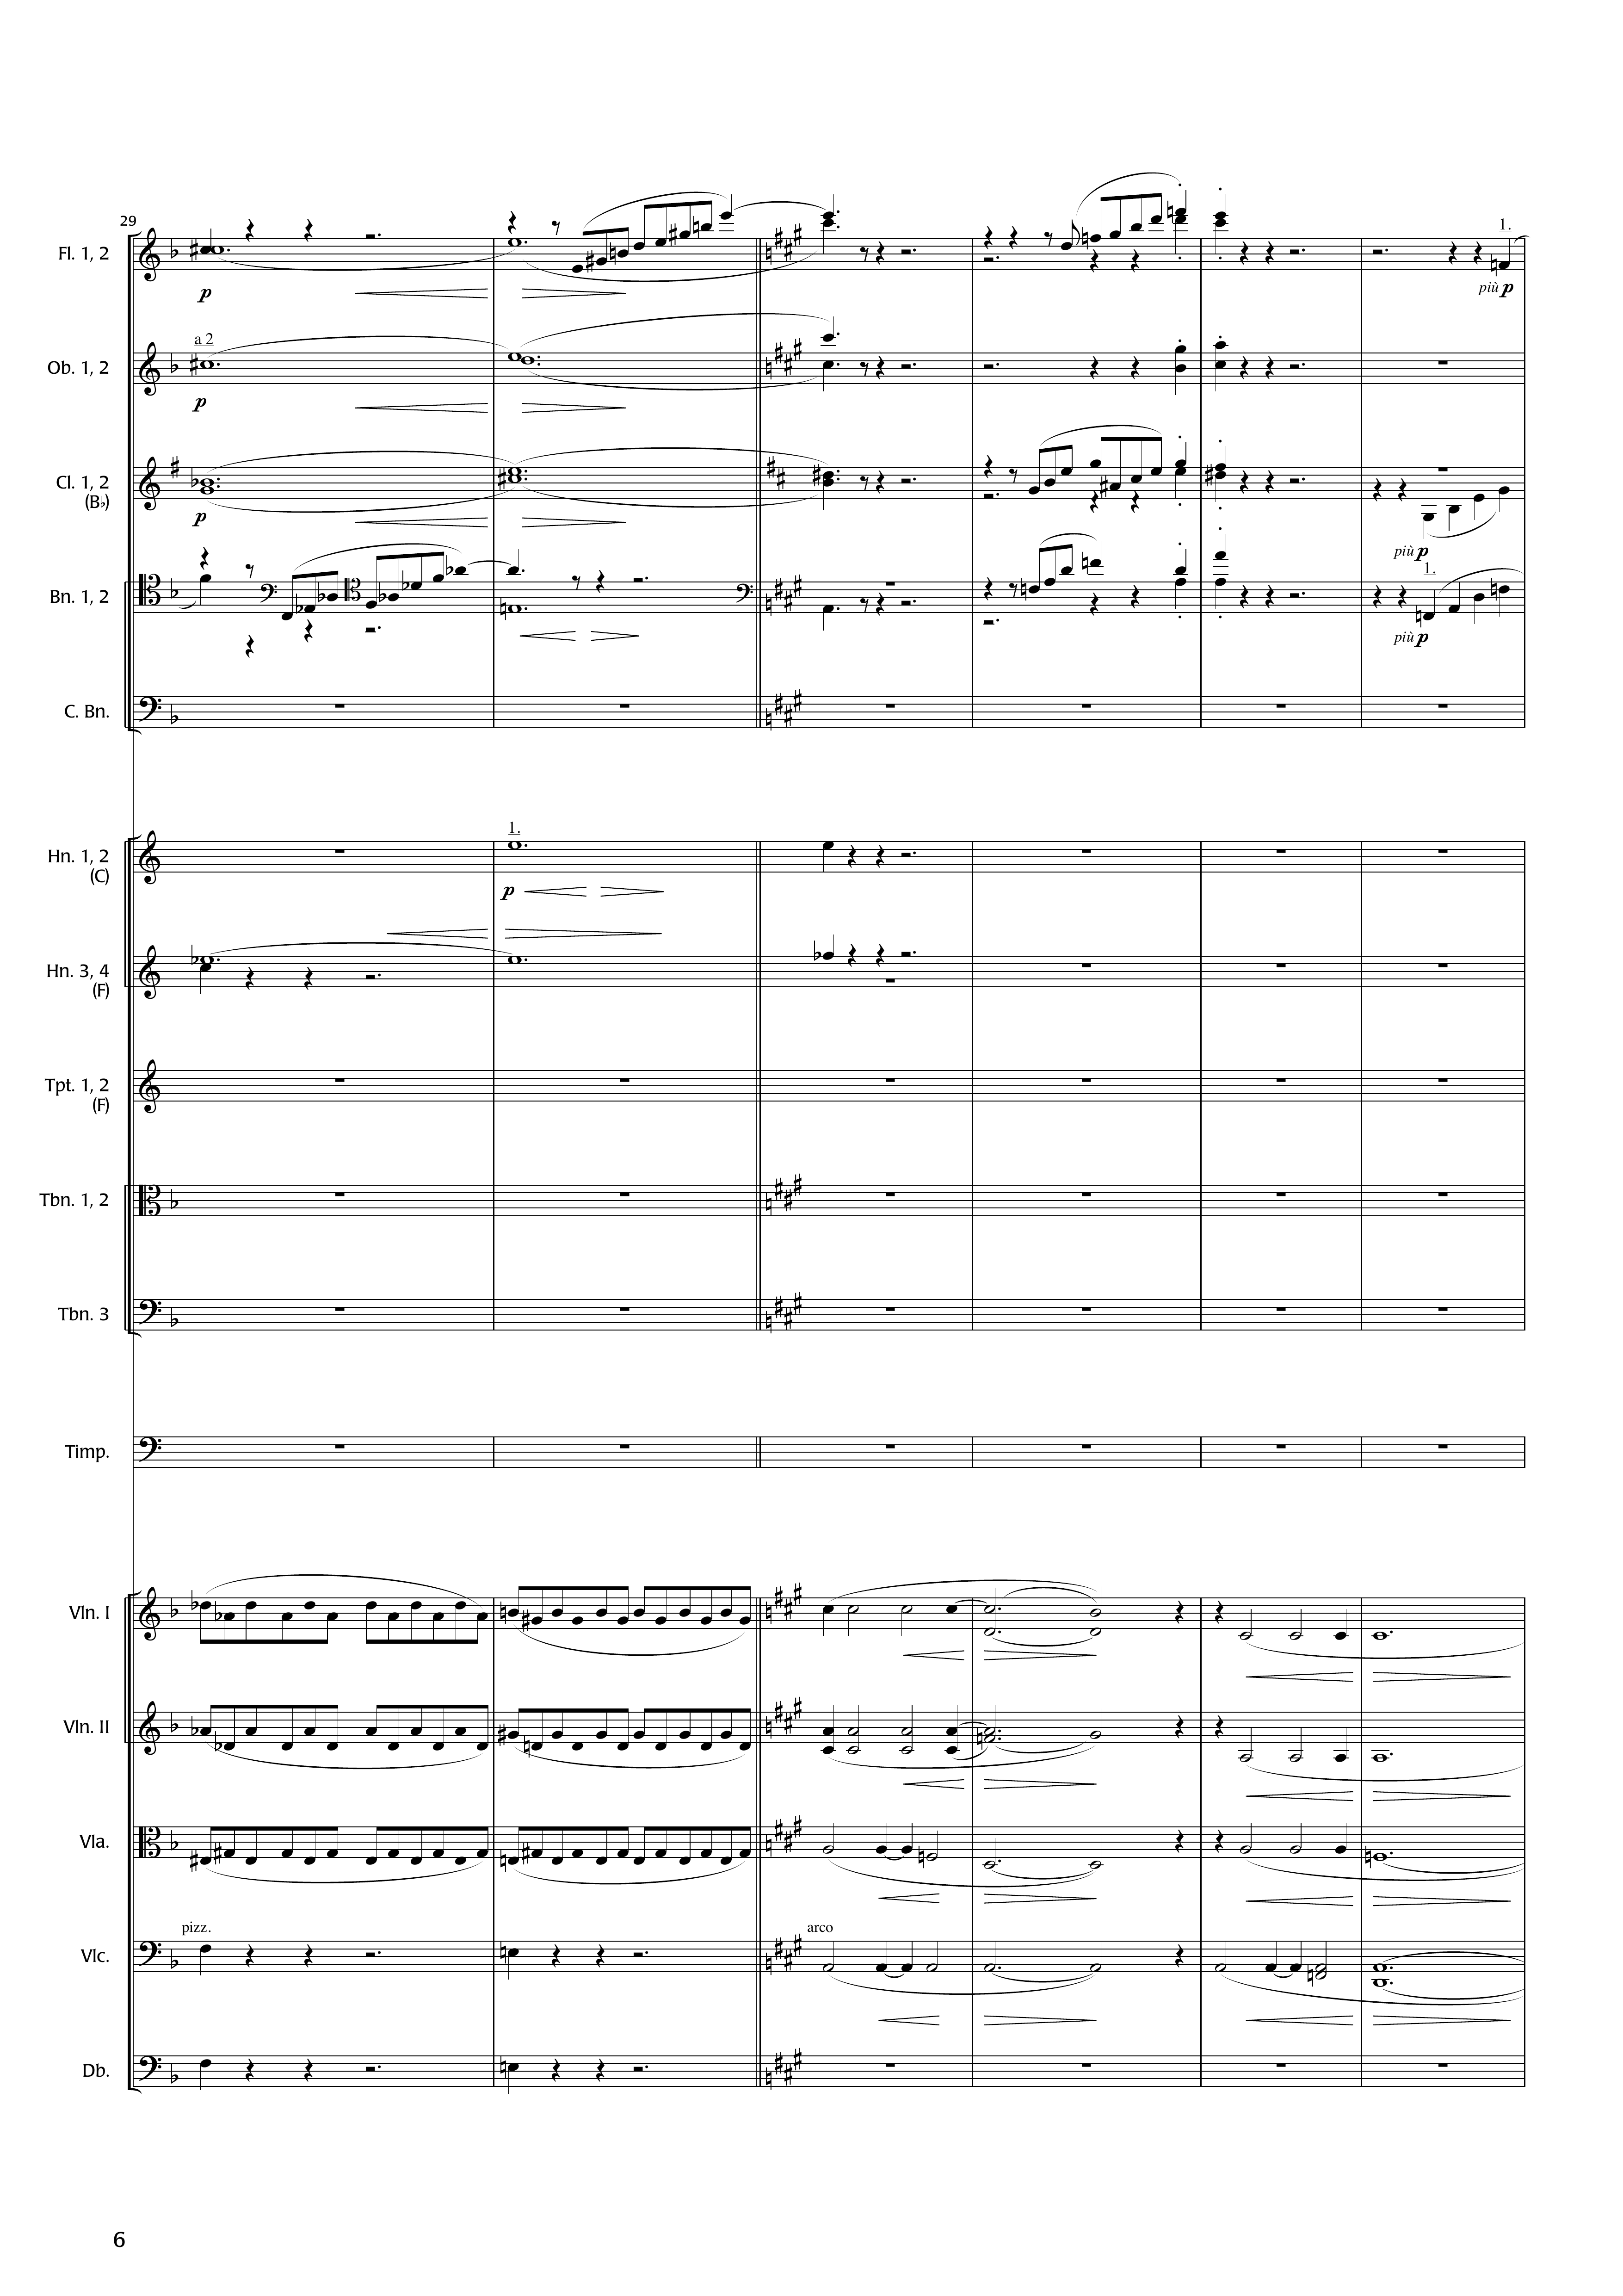 29
Fl. 1, 2
1.
p
più p
a 2
Ob. 1, 2
p
Cl. 1, 2
(B♭)
p
più p
Bn. 1, 2
1.
più p
C. Bn.
1.
Hn. 1, 2
(C)
p
Hn. 3, 4
(F)
Tpt. 1, 2
(F)
Tbn. 1, 2
Tbn. 3
Timp.
Vln. I
Vln. II
Vla.
pizz.
arco
Vlc.
Db.
6